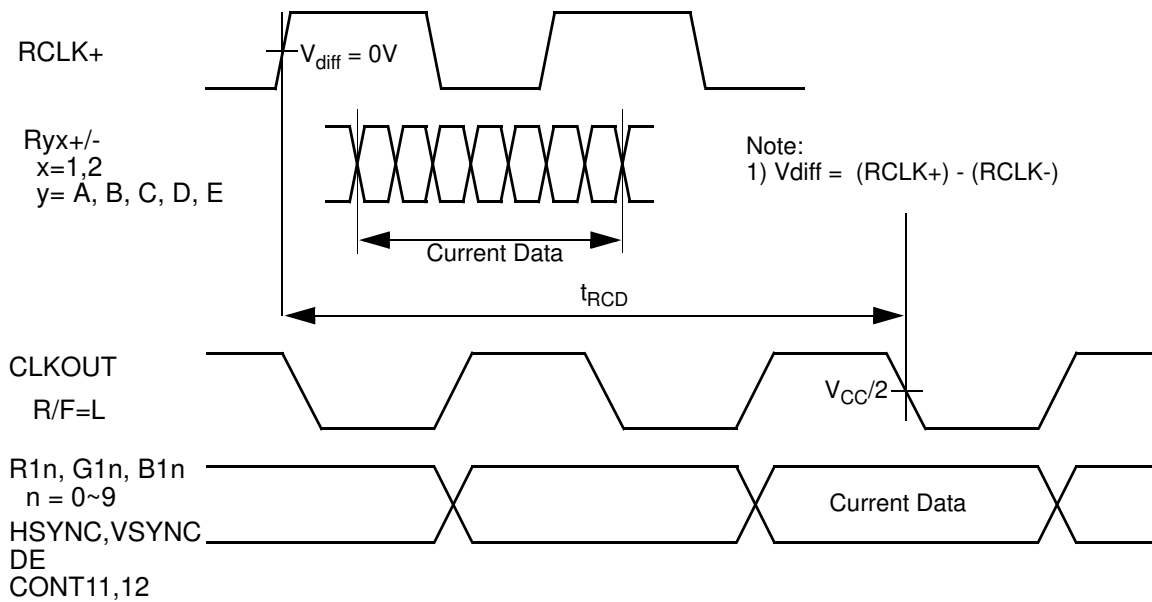 RCLK+
Vdiff = 0V
Ryx+/-
x=1,2
y= A, B, C, D, E
Note:
1) Vdiff = (RCLK+) - (RCLK-)
Current Data
tRCD
CLKOUT
R/F=L
VCC/2
R1n, G1n, B1n
n = 0~9
Current Data
HSYNC,VSYNC
DE
CONT11,12